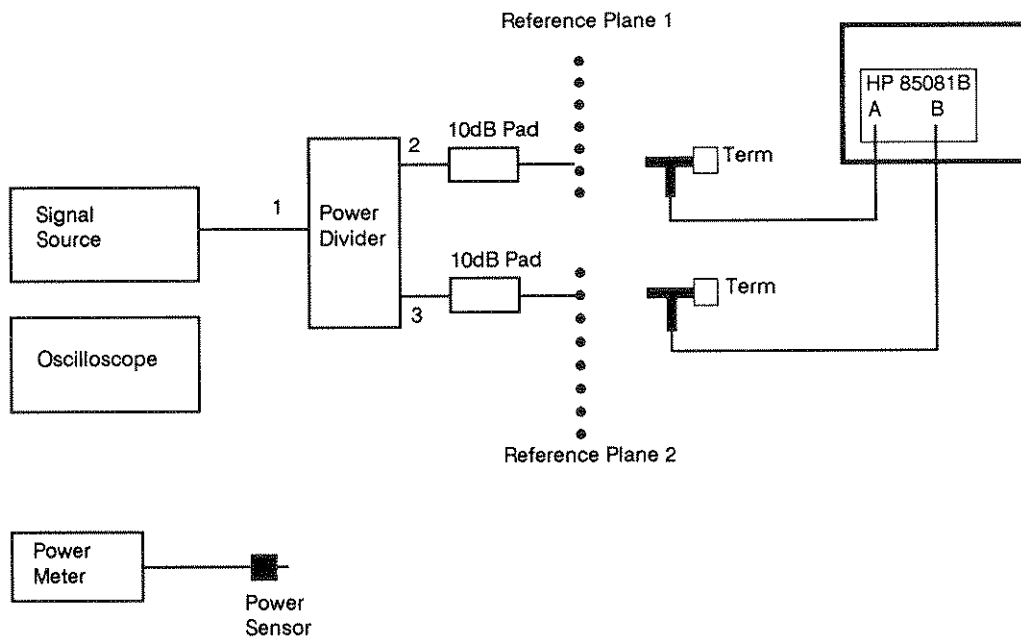 Reference Plane 1
HP 85081B
A B
2
10dB Pad
Term
Signal
Source
1
Power
Divider
10dB Pad
3
Term
Oscilloscope
Reference Plane 2
Power
Meter
Power
Sensor